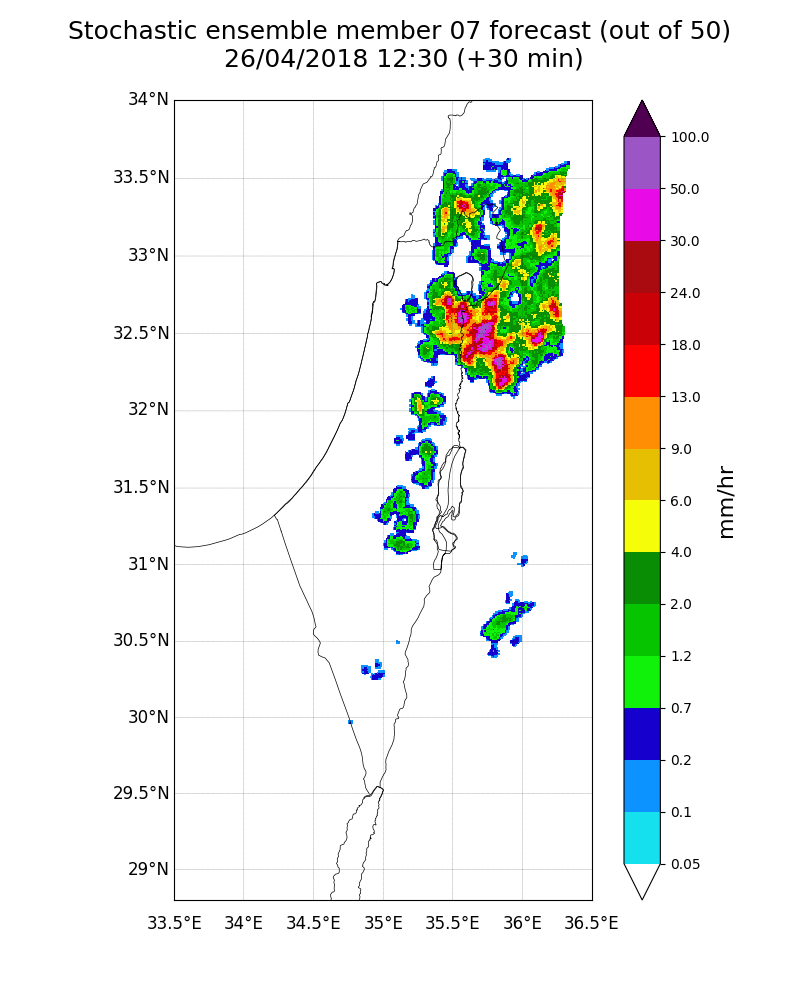 Stochastic ensemble member 07 forecast (out of 50)
26/04/2018 12:30 (+30 min)
34°N
33.5°N
33°N
32.5°N
32°N
31.5°N
31°N
30.5°N
30°N
29.5°N
29°N
33.5°E
34°E
34.5°E
35°E
35.5°E
36°E
36.5°E
100.0
50.0
30.0
24.0
18.0
13.0
9.0
6.0
4.0
2.0
1.2
0.7
0.2
0.1
0.05
mm/hr